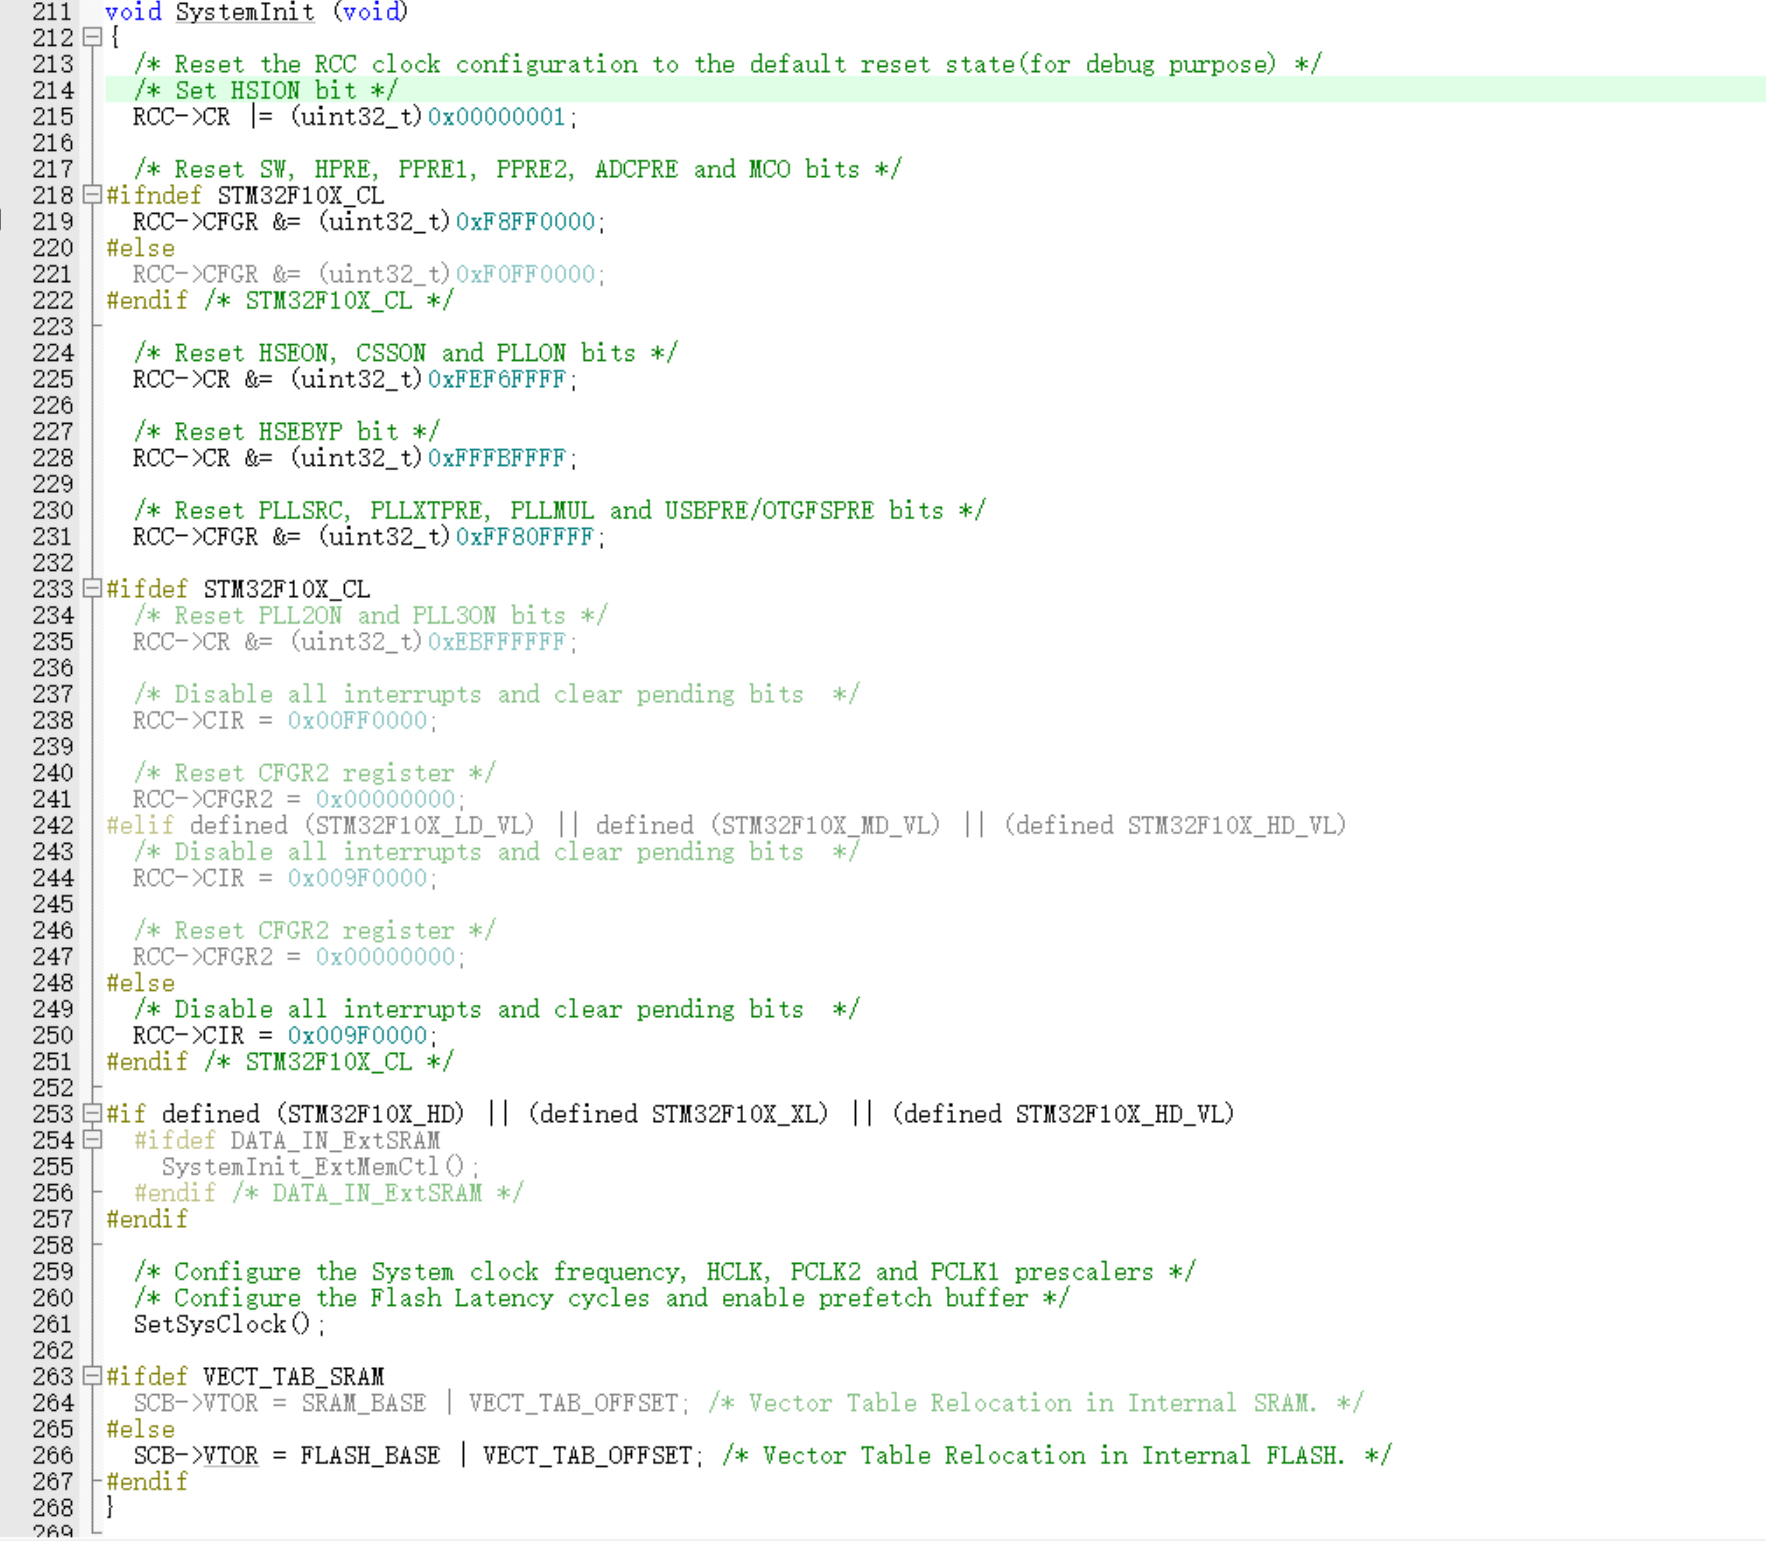 211 void SystemInit (void)
212 {
213 /* Reset the RCC clock configuration to the default reset state(for debug purpose) */
214 /* Set HSION bit */
215 RCC->CR |= (uint32_t)0x00000001;
216
217 /* Reset SW, HPRE, PPRE1, PPRE2, ADCPRE and MCO bits */
218 #ifndef STM32F10X_CL
219 RCC->CFGR &= (uint32_t)0xF8FF0000;
220 #else
221 RCC->CFGR &= (uint32_t)0xF0FF0000;
222 #endif /* STM32F10X_CL */
223
224 /* Reset HSEON, CSSON and PLLON bits */
225 RCC->CR &= (uint32_t)0xFEF6FFFF;
226
227 /* Reset HSEBYP bit */
228 RCC->CR &= (uint32_t)0xFFFBFFFF;
229
230 /* Reset PLLSRC, PLLXTPRE, PLLMUL and USBPRE/OTGFSPRE bits */
231 RCC->CFGR &= (uint32_t)0xFF80FFFF;
232
233 #ifdef STM32F10X_CL
234 /* Reset PLL2ON and PLL3ON bits */
235 RCC->CR &= (uint32_t)0xEBFFFFFF;
236
237 /* Disable all interrupts and clear pending bits  */
238 RCC->CIR = 0x00FF0000;
239
240 /* Reset CFGR2 register */
241 RCC->CFGR2 = 0x00000000;
242 #elif defined (STM32F10X_LD_VL) || defined (STM32F10X_MD_VL) || (defined STM32F10X_HD_VL)
243 /* Disable all interrupts and clear pending bits  */
244 RCC->CIR = 0x009F0000;
245
246 /* Reset CFGR2 register */
247 RCC->CFGR2 = 0x00000000;
248 #else
249 /* Disable all interrupts and clear pending bits  */
250 RCC->CIR = 0x009F0000;
251 #endif /* STM32F10X_CL */
252
253 #if defined (STM32F10X_HD) || (defined STM32F10X_XL) || (defined STM32F10X_HD_VL)
254 #ifdef DATA_IN_ExtSRAM
255 SystemInit_ExtMemCtl();
256 #endif /* DATA_IN_ExtSRAM */
257 #endif
258
259 /* Configure the System clock frequency, HCLK, PCLK2 and PCLK1 prescalers */
260 /* Configure the Flash Latency cycles and enable prefetch buffer */
261 SetSysClock();
262
263 #ifdef VECT_TAB_SRAM
264 SCB->VTOR = SRAM_BASE | VECT_TAB_OFFSET; /* Vector Table Relocation in Internal SRAM. */
265 #else
266 SCB->VTOR = FLASH_BASE | VECT_TAB_OFFSET; /* Vector Table Relocation in Internal FLASH. */
267 #endif
268 }
269